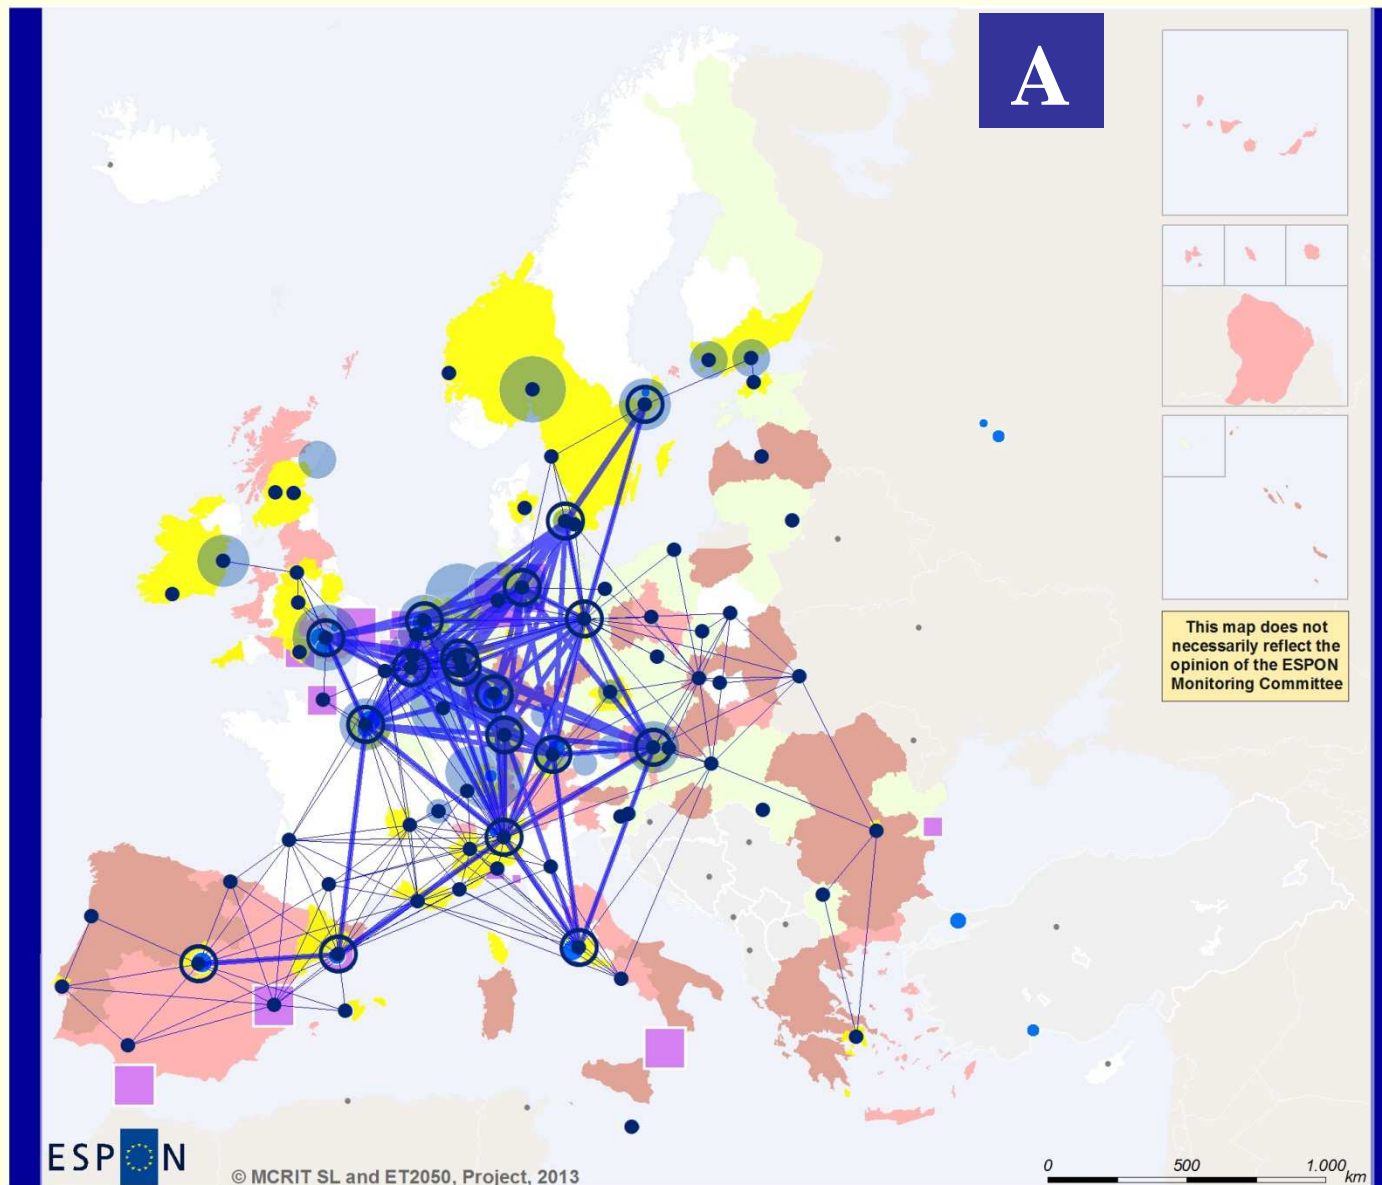 A
This map does not
necessarily reflect the
opinion of the ESPON
Monitoring Committee
ESPON
© MCRIT SL and ET2050, Project, 2013
0 500 1.000
km